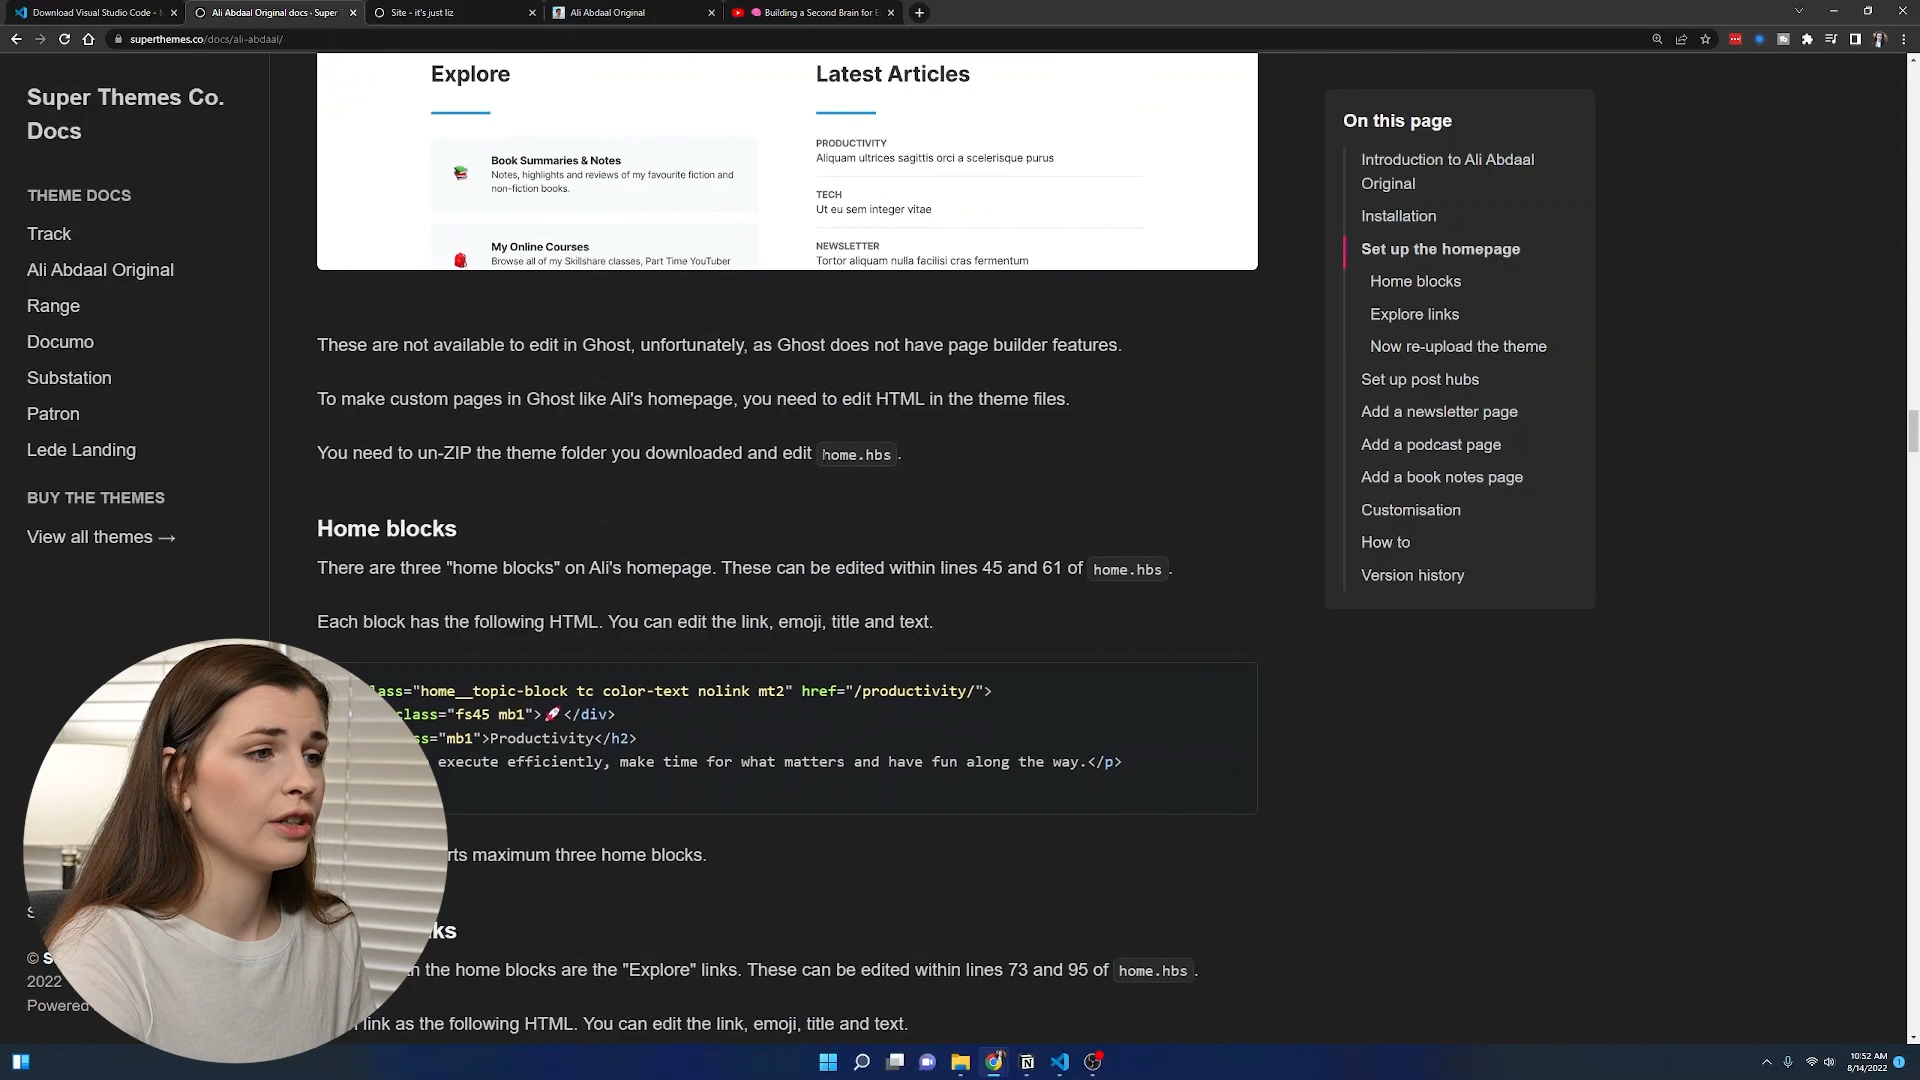 Download Visual Studio Code - M
Ali Abdaal Original docs - Super T
Site - it's just liz
Ali Abdaal Original
Building a Second Brain for E
superthemes.co/docs/ali-abdaal/
Super Themes Co.
Docs
THEME DOCS
Track
Ali Abdaal Original
Range
Documo
Substation
Patron
Lede Landing
BUY THE THEMES
View all themes →
©
2022
Powered
Explore
Book Summaries & Notes
Notes, highlights and reviews of my favourite fiction and
non-fiction books.
My Online Courses
Browse all of my Skillshare classes, Part Time YouTuber
Latest Articles
PRODUCTIVITY
Aliquam ultrices sagittis orci a scelerisque purus
TECH
Ut eu sem integer vitae
NEWSLETTER
Tortor aliquam nulla facilisi cras fermentum
These are not available to edit in Ghost, unfortunately, as Ghost does not have page builder features.
To make custom pages in Ghost like Ali's homepage, you need to edit HTML in the theme files.
You need to un-ZIP the theme folder you downloaded and edit home.hbs.
Home blocks
There are three "home blocks" on Ali's homepage. These can be edited within lines 45 and 61 of home.hbs.
Each block has the following HTML. You can edit the link, emoji, title and text.
lass="home__topic-block tc color-text nolink mt2" href="/productivity/">
class="fs45 mb1">🚀</div>
ss="mb1">Productivity</h2>
execute efficiently, make time for what matters and have fun along the way.</p>
rts maximum three home blocks.
ks
the home blocks are the "Explore" links. These can be edited within lines 73 and 95 of home.hbs.
link as the following HTML. You can edit the link, emoji, title and text.
On this page
Introduction to Ali Abdaal
Original
Installation
Set up the homepage
Home blocks
Explore links
Now re-upload the theme
Set up post hubs
Add a newsletter page
Add a podcast page
Add a book notes page
Customisation
How to
Version history
10:52 AM
8/14/2022
1